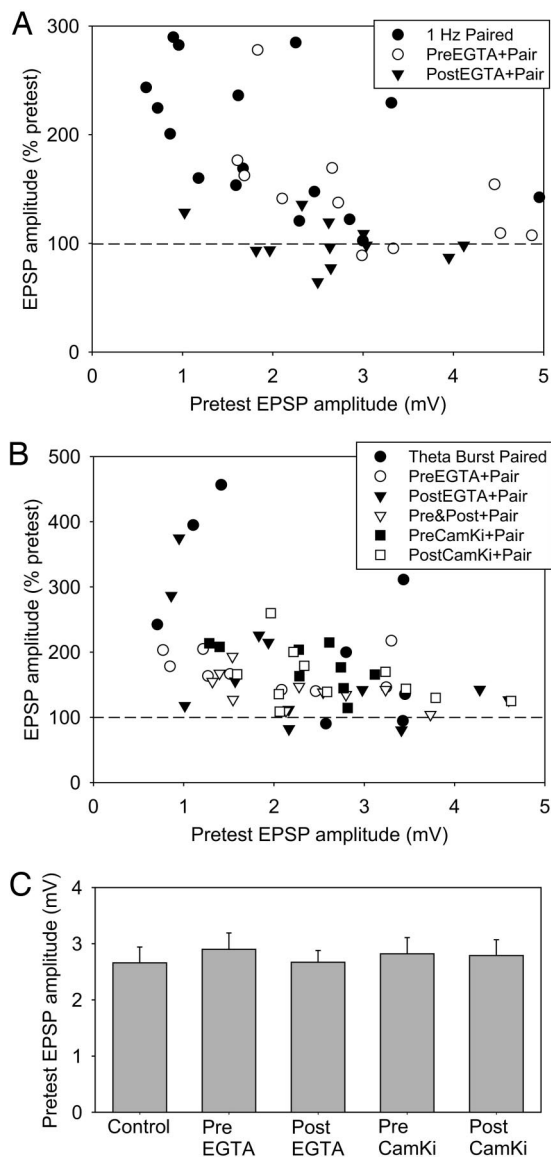 A
300
200
100
0
EPSP amplitude (% pretest)
1 Hz Paired
PreEGTA+Pair
PostEGTA+Pair
0 1 2 3 4 5
Pretest EPSP amplitude (mV)
B
500
400
300
200
100
0
EPSP amplitude (% pretest)
Theta Burst Paired
PreEGTA+Pair
PostEGTA+Pair
Pre&Post+Pair
PreCamKi+Pair
PostCamKi+Pair
0 1 2 3 4 5
Pretest EPSP amplitude (mV)
C
4
3
2
1
0
Pretest EPSP amplitude (mV)
Control Pre Post Pre Post
EGTA EGTA CamKi CamKi